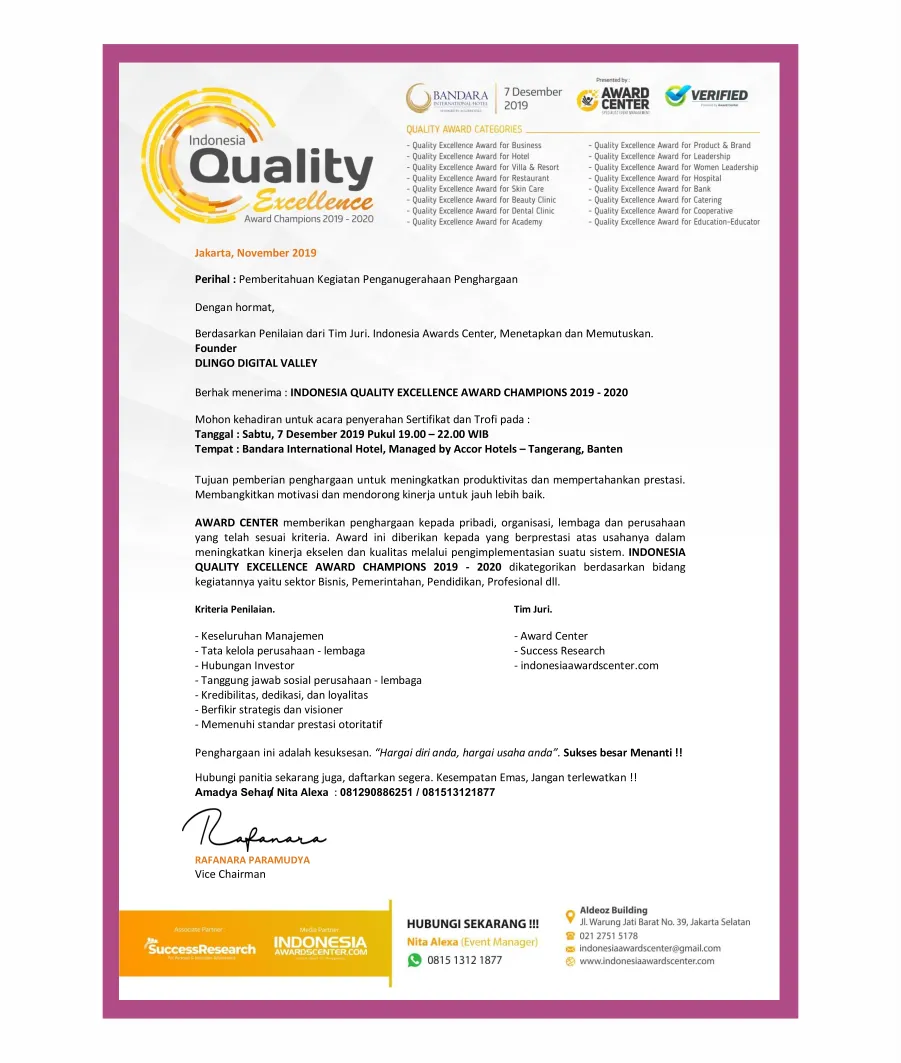 Indonesia
Quality
Excellence
Award Champions 2019 - 2020
BANDARA
INTERNATIONAL HOTEL
7 Desember
2019
Presented by :
AWARD
CENTER
VERIFIED
QUALITY AWARD CATEGORIES
- Quality Excellence Award for Business
- Quality Excellence Award for Hotel
- Quality Excellence Award for Villa & Resort
- Quality Excellence Award for Restaurant
- Quality Excellence Award for Skin Care
- Quality Excellence Award for Beauty Clinic
- Quality Excellence Award for Dental Clinic
- Quality Excellence Award for Academy
- Quality Excellence Award for Product & Brand
- Quality Excellence Award for Leadership
- Quality Excellence Award for Women Leadership
- Quality Excellence Award for Hospital
- Quality Excellence Award for Bank
- Quality Excellence Award for Catering
- Quality Excellence Award for Cooperative
- Quality Excellence Award for Education-Educator
Jakarta, November 2019
Perihal : Pemberitahuan Kegiatan Penganugerahaan Penghargaan
Dengan hormat,
Berdasarkan Penilaian dari Tim Juri. Indonesia Awards Center, Menetapkan dan Memutuskan.
Founder
DLINGO DIGITAL VALLEY
Berhak menerima : INDONESIA QUALITY EXCELLENCE AWARD CHAMPIONS 2019 - 2020
Mohon kehadiran untuk acara penyerahan Sertifikat dan Trofi pada :
Tanggal : Sabtu, 7 Desember 2019 Pukul 19.00 – 22.00 WIB
Tempat : Bandara International Hotel, Managed by Accor Hotels – Tangerang, Banten
Tujuan pemberian penghargaan untuk meningkatkan produktivitas dan mempertahankan prestasi.
Membangkitkan motivasi dan mendorong kinerja untuk jauh lebih baik.
AWARD CENTER memberikan penghargaan kepada pribadi, organisasi, lembaga dan perusahaan
yang telah sesuai kriteria. Award ini diberikan kepada yang berprestasi atas usahanya dalam
meningkatkan kinerja ekselen dan kualitas melalui pengimplementasian suatu sistem. INDONESIA
QUALITY EXCELLENCE AWARD CHAMPIONS 2019 - 2020 dikategorikan berdasarkan bidang
kegiatannya yaitu sektor Bisnis, Pemerintahan, Pendidikan, Profesional dll.
Kriteria Penilaian.
- Keseluruhan Manajemen
- Tata kelola perusahaan - lembaga
- Hubungan Investor
- Tanggung jawab sosial perusahaan - lembaga
- Kredibilitas, dedikasi, dan loyalitas
- Berfikir strategis dan visioner
- Memenuhi standar prestasi otoritatif
Tim Juri.
- Award Center
- Success Research
- indonesiaawardscenter.com
Penghargaan ini adalah kesuksesan. “Hargai diri anda, hargai usaha anda”. Sukses besar Menanti !!
Hubungi panitia sekarang juga, daftarkan segera. Kesempatan Emas, Jangan terlewatkan !!
Amadya Sehan/ Nita Alexa : 081290886251 / 081513121877
Rafanara
RAFANARA PARAMUDYA
Vice Chairman
Associate Partner
The
SuccessResearch
Media Partner
INDONESIA
AWARDSCENTER.COM
HUBUNGI SEKARANG !!!
Nita Alexa (Event Manager)
0815 1312 1877
Aldeoz Building
Jl. Warung Jati Barat No. 39, Jakarta Selatan
021 2751 5178
indonesiaawardscenter@gmail.com
www.indonesiaawardscenter.com